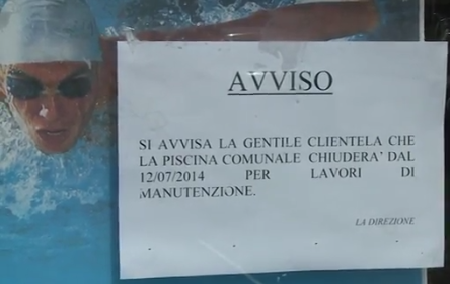 AVVISO
SI AVVISA LA GENTILE CLIENTELA CHE
LA PISCINA COMUNALE CHIUDERA' DAL
12/07/2014 PER LAVORI DI
MANUTENZIONE.
LA DIREZIONE